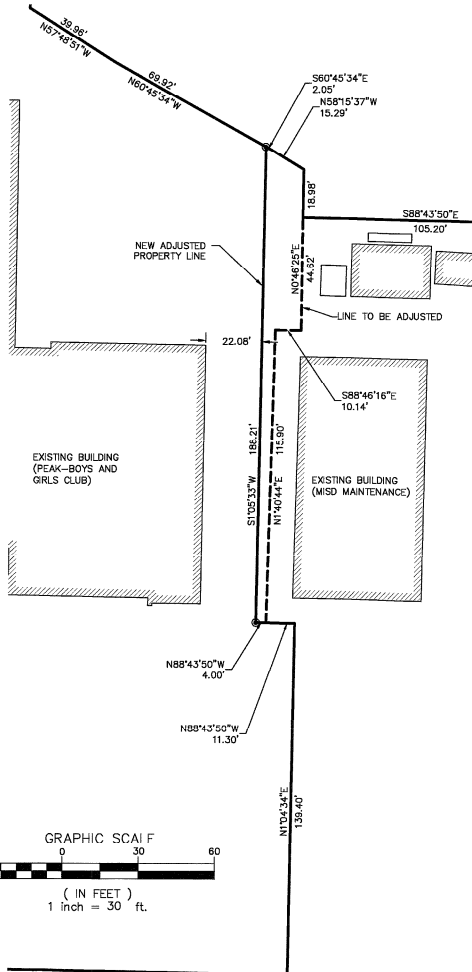 39.96'
N57°48'51"W
69.92'
N60°45'34"W
S60°45'34"E
2.05'
N58°15'37"W
15.29'
18.98'
S88°43'50"E
105.20'
NEW ADJUSTED
PROPERTY LINE
N0°46'25"E
44.62'
LINE TO BE ADJUSTED
22.08'
S88°46'16"E
10.14'
186.21'
S1°05'33"W
115.90'
N1°40'44"E
EXISTING BUILDING
(PEAK-BOYS AND
GIRLS CLUB)
EXISTING BUILDING
(MISD MAINTENANCE)
N88°43'50"W
4.00'
N88°43'50"W
11.30'
N1°04'34"E
139.40'
GRAPHIC SCALE
0 30 60
( IN FEET )
1 inch = 30 ft.